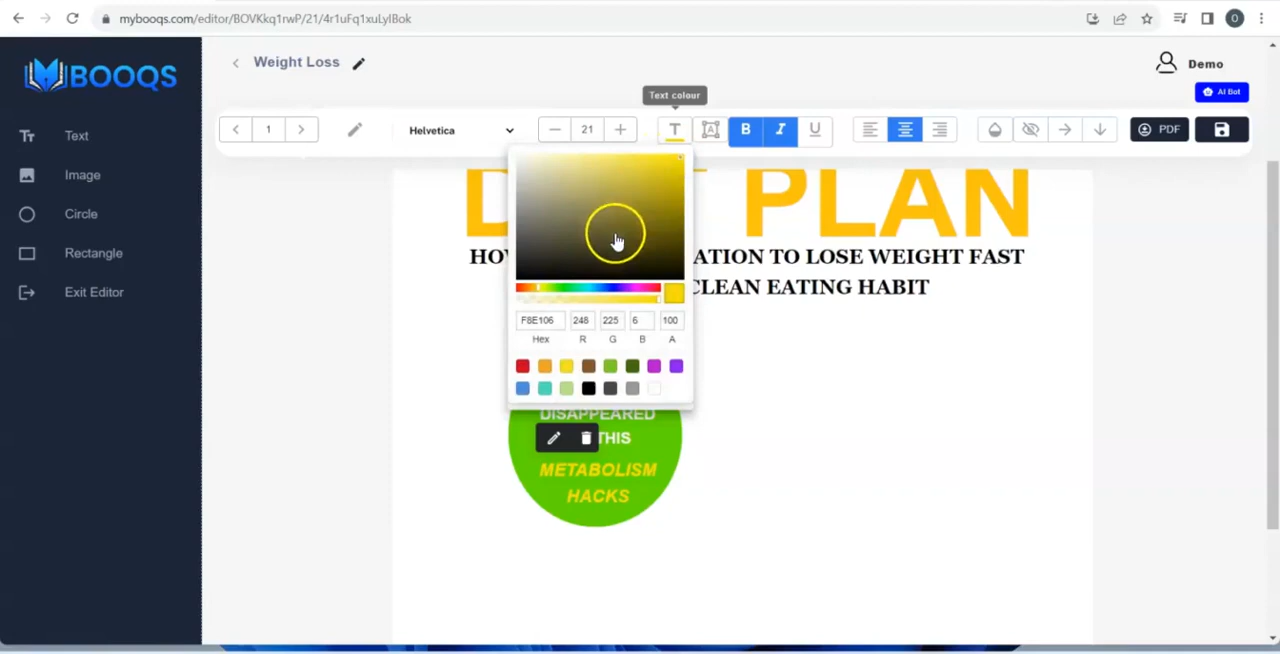 mybooqs.com/editor/BOVKkq1rwP/21/4r1uFq1xuLyIBok
O
BOOQS
Weight Loss
Demo
AI Bot
Text colour
1
Helvetica
21
T
A
B
I
U
PDF
Text
Image
Circle
Rectangle
Exit Editor
PLAN
ATION TO LOSE WEIGHT FAST
CLEAN EATING HABIT
F8E106 248 225 6 100
Hex R G B A
DISAPPEARED
THIS
METABOLISM
HACKS